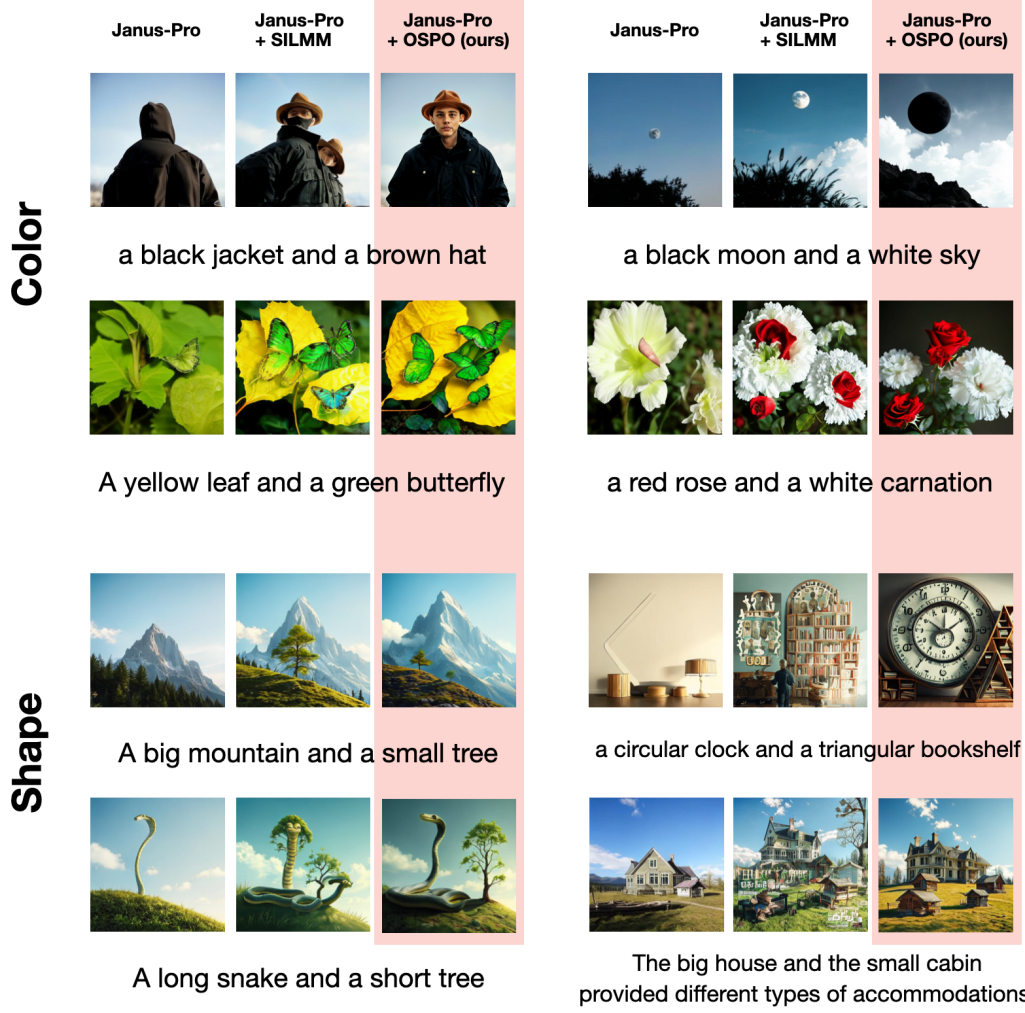 Janus-Pro
Janus-Pro
+ SILMM
Janus-Pro
+ OSPO (ours)
Janus-Pro
Janus-Pro
+ SILMM
Janus-Pro
+ OSPO (ours)
Color
a black jacket and a brown hat
a black moon and a white sky
A yellow leaf and a green butterfly
a red rose and a white carnation
Shape
A big mountain and a small tree
a circular clock and a triangular bookshelf
A long snake and a short tree
The big house and the small cabin
provided different types of accommodations